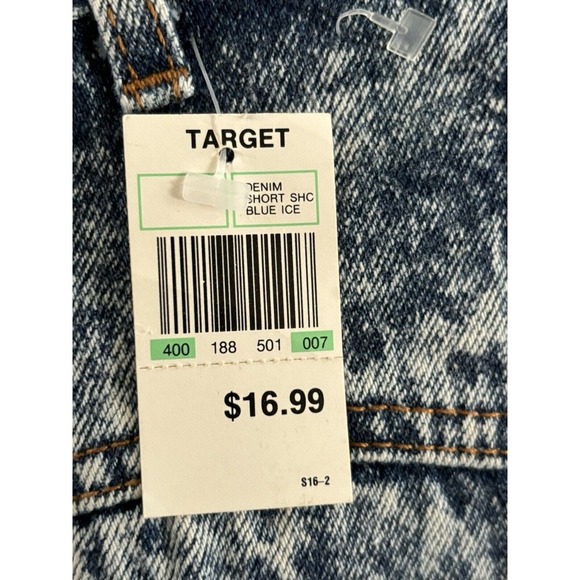 TARGET
DENIM
SHORT SHC
BLUE ICE
400 188 501 007
$16.99
S16-2